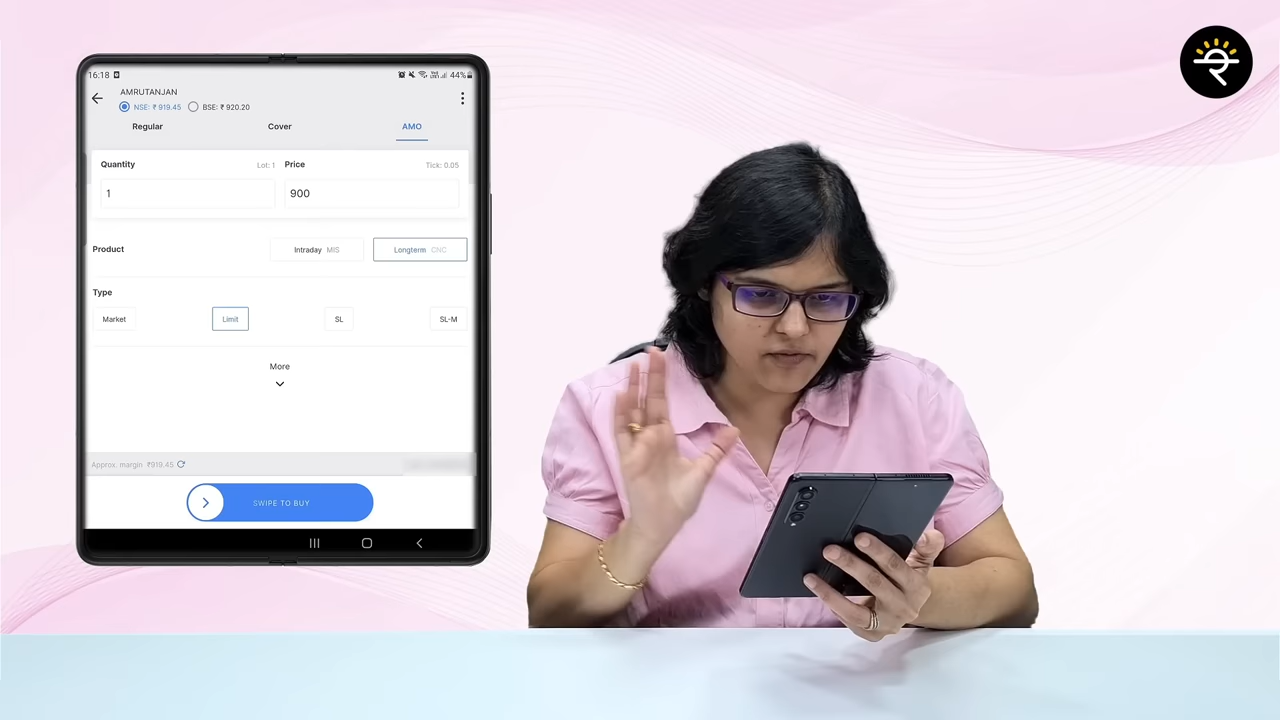 16:18 44%
AMRUTANJAN
NSE: ₹ 919.45 BSE: ₹ 920.20
Regular Cover AMO
Quantity Lot: 1 Price Tick: 0.05
1 900
Product Intraday MIS Longterm CNC
Type
Market Limit SL SL-M
More
Approx. margin ₹919.45
SWIPE TO BUY